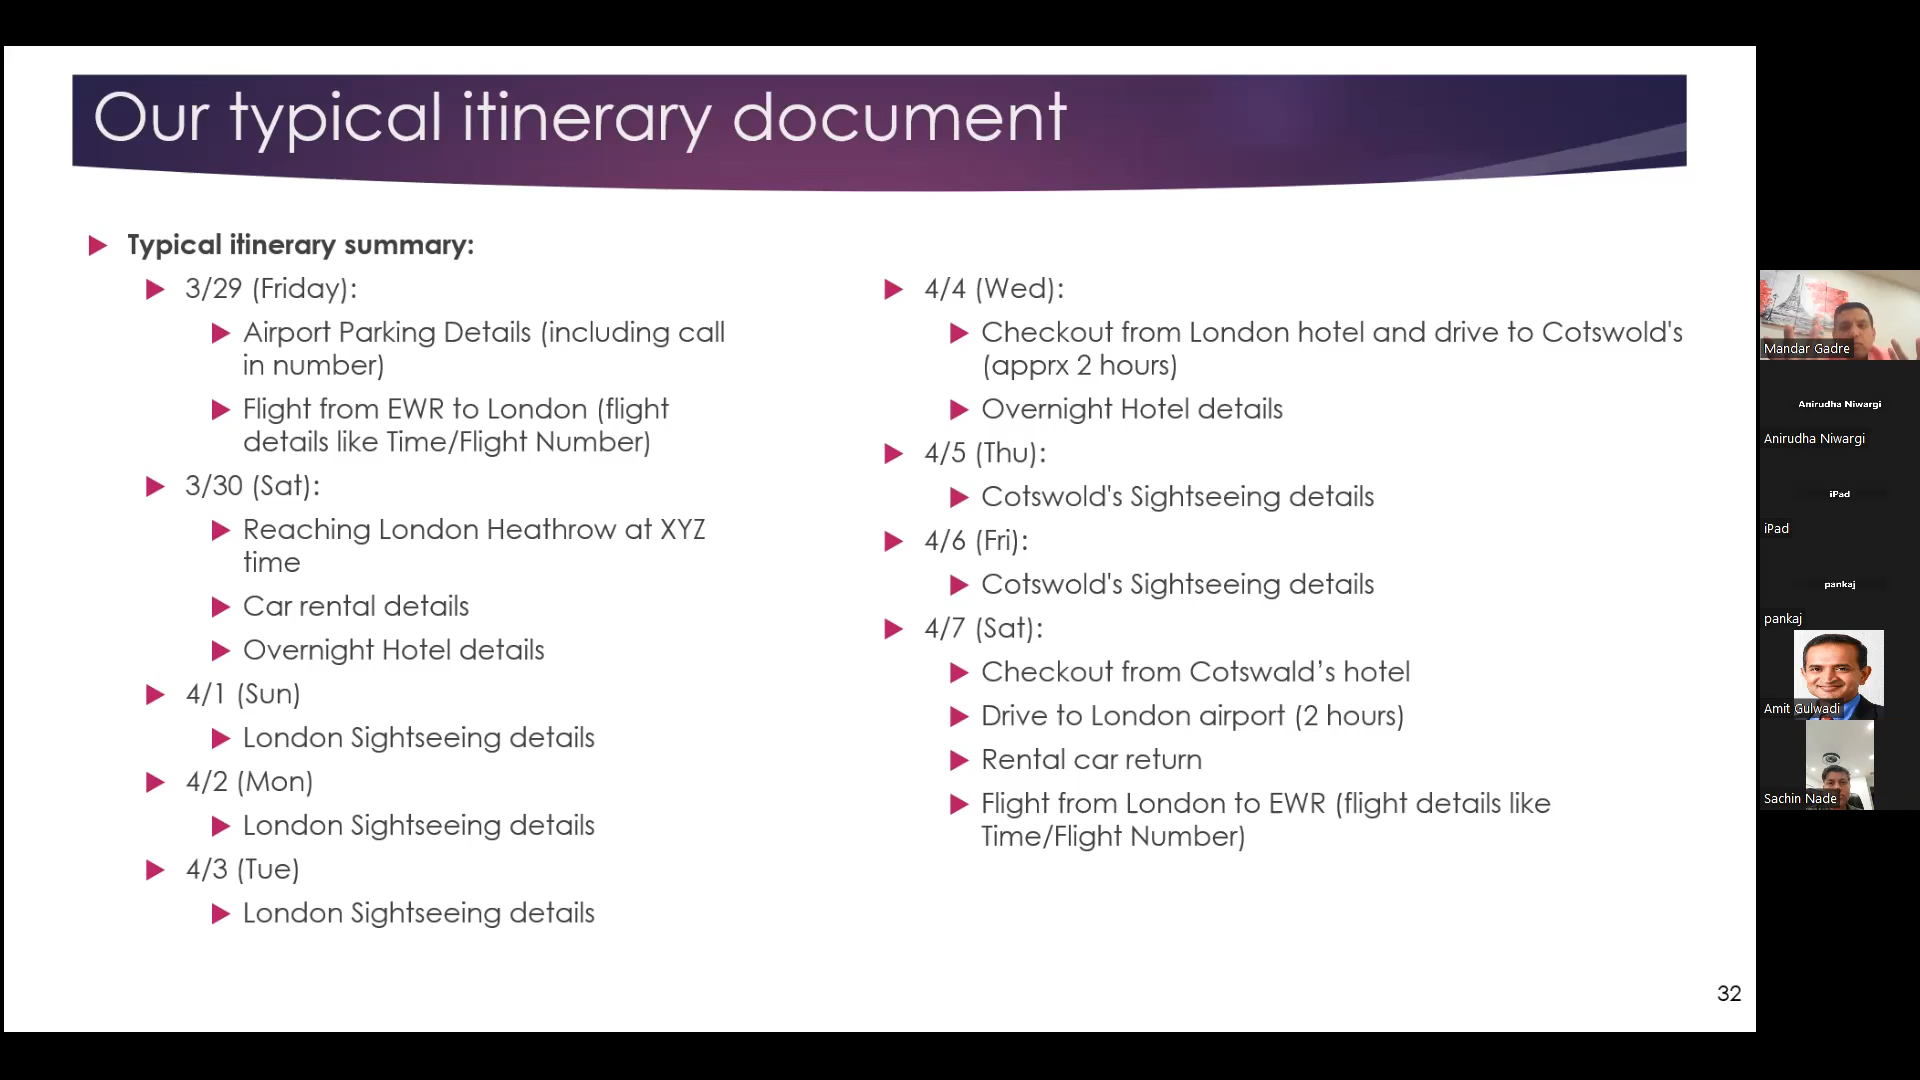 Our typical itinerary document
Typical itinerary summary:
3/29 (Friday):
Airport Parking Details (including call
in number)
Flight from EWR to London (flight
details like Time/Flight Number)
3/30 (Sat):
Reaching London Heathrow at XYZ
time
Car rental details
Overnight Hotel details
4/1 (Sun)
London Sightseeing details
4/2 (Mon)
London Sightseeing details
4/3 (Tue)
London Sightseeing details
4/4 (Wed):
Checkout from London hotel and drive to Cotswold's
(apprx 2 hours)
Overnight Hotel details
4/5 (Thu):
Cotswold's Sightseeing details
4/6 (Fri):
Cotswold's Sightseeing details
4/7 (Sat):
Checkout from Cotswald’s hotel
Drive to London airport (2 hours)
Rental car return
Flight from London to EWR (flight details like
Time/Flight Number)
32
Mandar Gadre
Anirudha Niwargi
Anirudha Niwargi
iPad
iPad
pankaj
pankaj
Amit Gulwadi
Sachin Nade